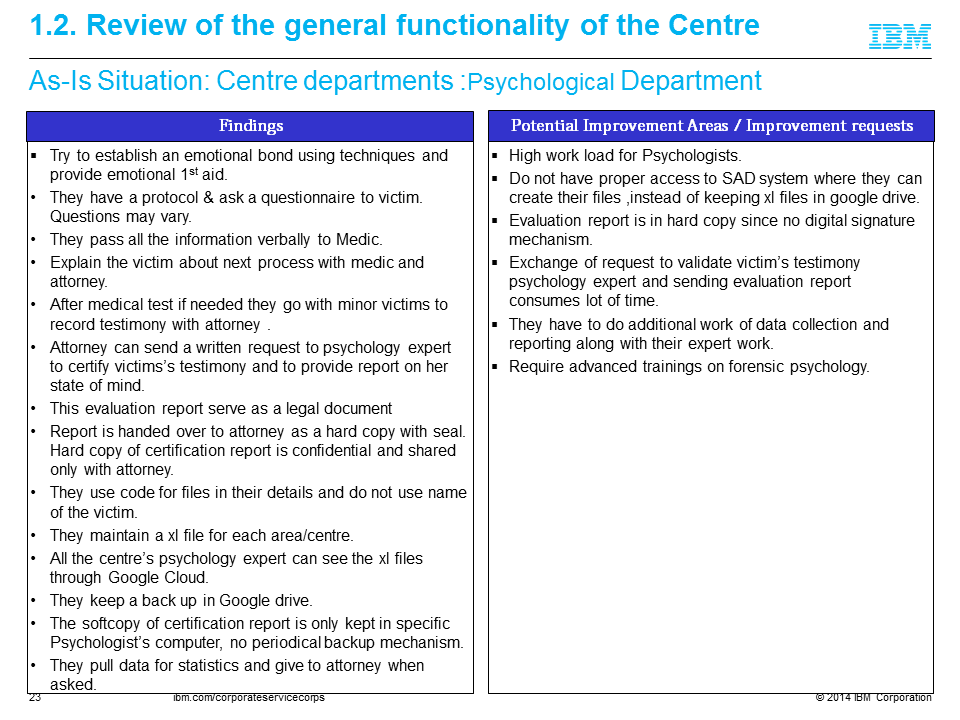 1.2. Review of the general functionality of the Centre
IBM
As-Is Situation: Centre departments :Psychological Department
Findings
▪ Try to establish an emotional bond using techniques and
provide emotional 1st aid.
• They have a protocol & ask a questionnaire to victim.
Questions may vary.
• They pass all the information verbally to Medic.
• Explain the victim about next process with medic and
attorney.
• After medical test if needed they go with minor victims to
record testimony with attorney .
• Attorney can send a written request to psychology expert
to certify victims’s testimony and to provide report on her
state of mind.
• This evaluation report serve as a legal document
• Report is handed over to attorney as a hard copy with seal.
Hard copy of certification report is confidential and shared
only with attorney.
• They use code for files in their details and do not use name
of the victim.
• They maintain a xl file for each area/centre.
• All the centre’s psychology expert can see the xl files
through Google Cloud.
• They keep a back up in Google drive.
• The softcopy of certification report is only kept in specific
Psychologist’s computer, no periodical backup mechanism.
• They pull data for statistics and give to attorney when
asked.
Potential Improvement Areas / Improvement requests
▪ High work load for Psychologists.
▪ Do not have proper access to SAD system where they can
create their files ,instead of keeping xl files in google drive.
▪ Evaluation report is in hard copy since no digital signature
mechanism.
▪ Exchange of request to validate victim’s testimony
psychology expert and sending evaluation report
consumes lot of time.
▪ They have to do additional work of data collection and
reporting along with their expert work.
▪ Require advanced trainings on forensic psychology.
23
ibm.com/corporateservicecorps
© 2014 IBM Corporation